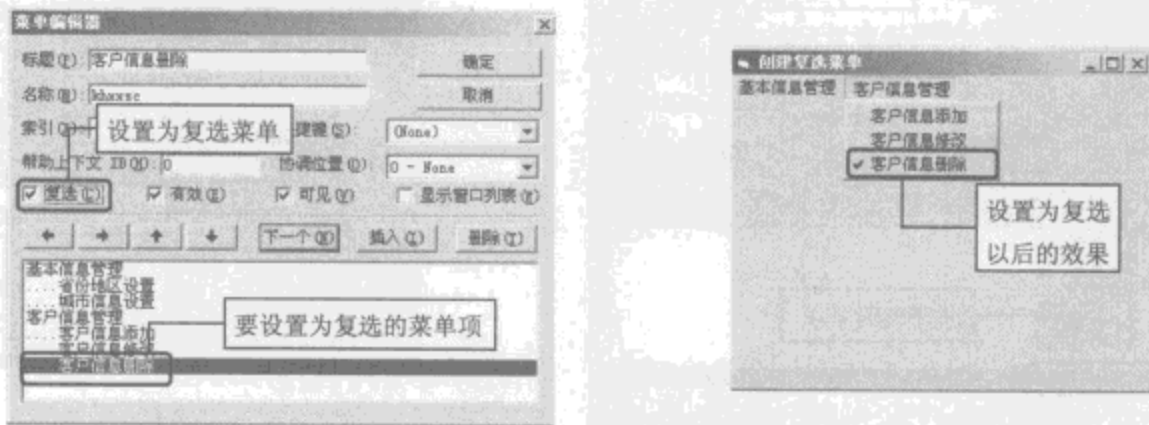 菜单编辑器
标题(P): 客户信息删除
确定
名称(M): khxxsc
取消
索引(X):
设置为复选菜单
建键(S): (None)
帮助上下文 ID(H): 0
协调位置(O): 0 - None
复选(C)
有效(E)
可见(V)
显示窗口列表(W)
下一个(N)
插入(I)
删除(T)
基本信息管理
....省份地区设置
....城市信息设置
客户信息管理
....客户信息添加
....客户信息修改
....客户信息删除
要设置为复选的菜单项
创建复选菜单
基本信息管理 客户信息管理
客户信息添加
客户信息修改
客户信息删除
设置为复选
以后的效果